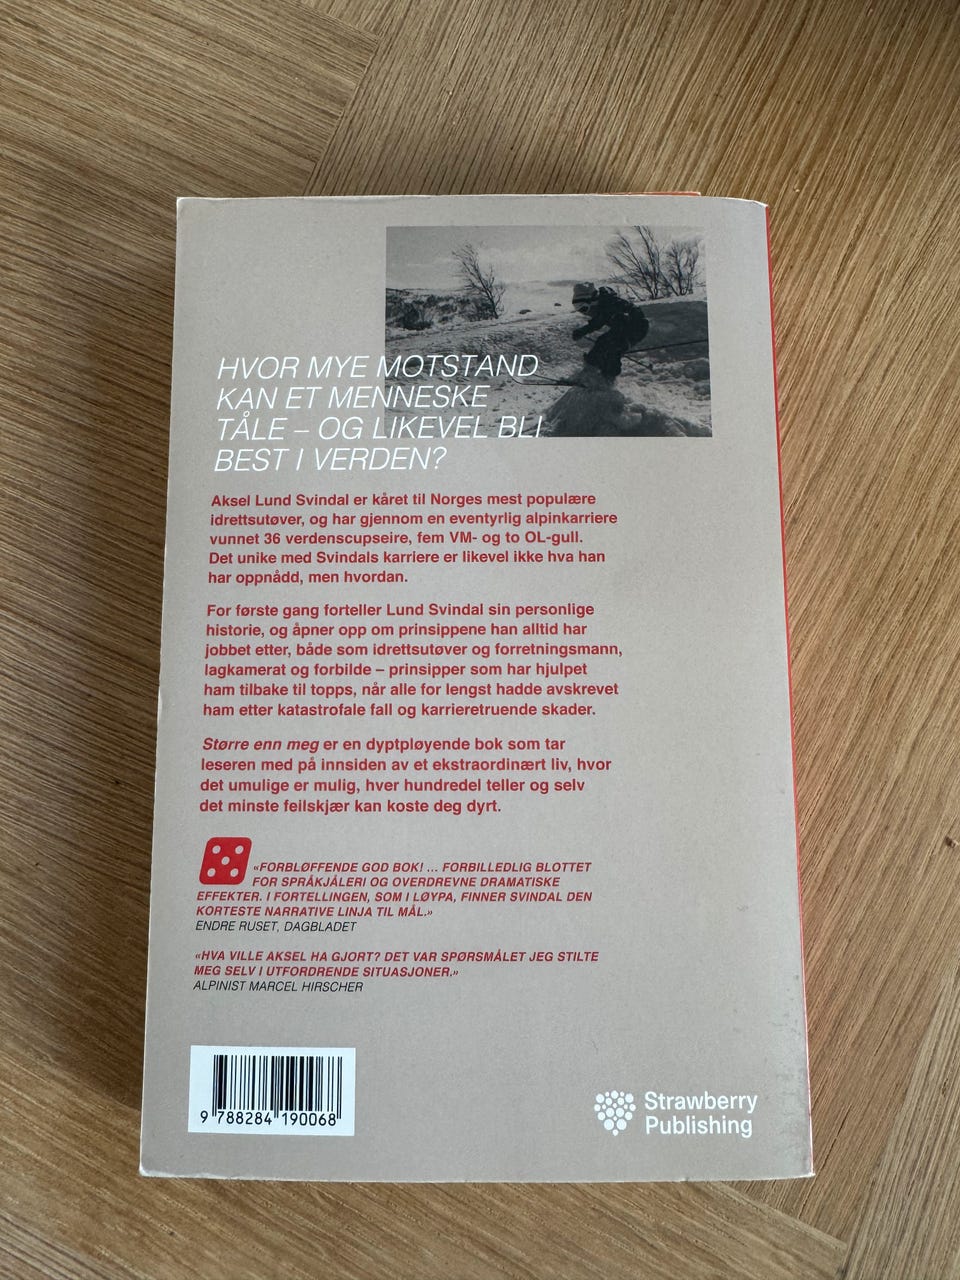 HVOR MYE MOTSTAND
KAN ET MENNESKE
TÅLE – OG LIKEVEL BLI
BEST I VERDEN?
Aksel Lund Svindal er kåret til Norges mest populære
idrettsutøver, og har gjennom en eventyrlig alpinkarriere
vunnet 36 verdenscupseire, fem VM- og to OL-gull.
Det unike med Svindals karriere er likevel ikke hva han
har oppnådd, men hvordan.
For første gang forteller Lund Svindal sin personlige
historie, og åpner opp om prinsippene han alltid har
jobbet etter, både som idrettsutøver og forretningsmann,
lagkamerat og forbilde – prinsipper som har hjulpet
ham tilbake til topps, når alle for lengst hadde avskrevet
ham etter katastrofale fall og karrieretruende skader.
Større enn meg er en dyptpløyende bok som tar
leseren med på innsiden av et ekstraordinært liv, hvor
det umulige er mulig, hver hundredel teller og selv
det minste feilskjær kan koste deg dyrt.
«FORBLØFFENDE GOD BOK! ... FORBILLEDLIG BLOTTET
FOR SPRÅKJÅLERI OG OVERDREVNE DRAMATISKE
EFFEKTER. I FORTELLINGEN, SOM I LØYPA, FINNER SVINDAL DEN
KORTESTE NARRATIVE LINJA TIL MÅL.»
ENDRE RUSET, DAGBLADET
«HVA VILLE AKSEL HA GJORT? DET VAR SPØRSMÅLET JEG STILTE
MEG SELV I UTFORDRENDE SITUASJONER.»
ALPINIST MARCEL HIRSCHER
9 788284 190068
Strawberry
Publishing